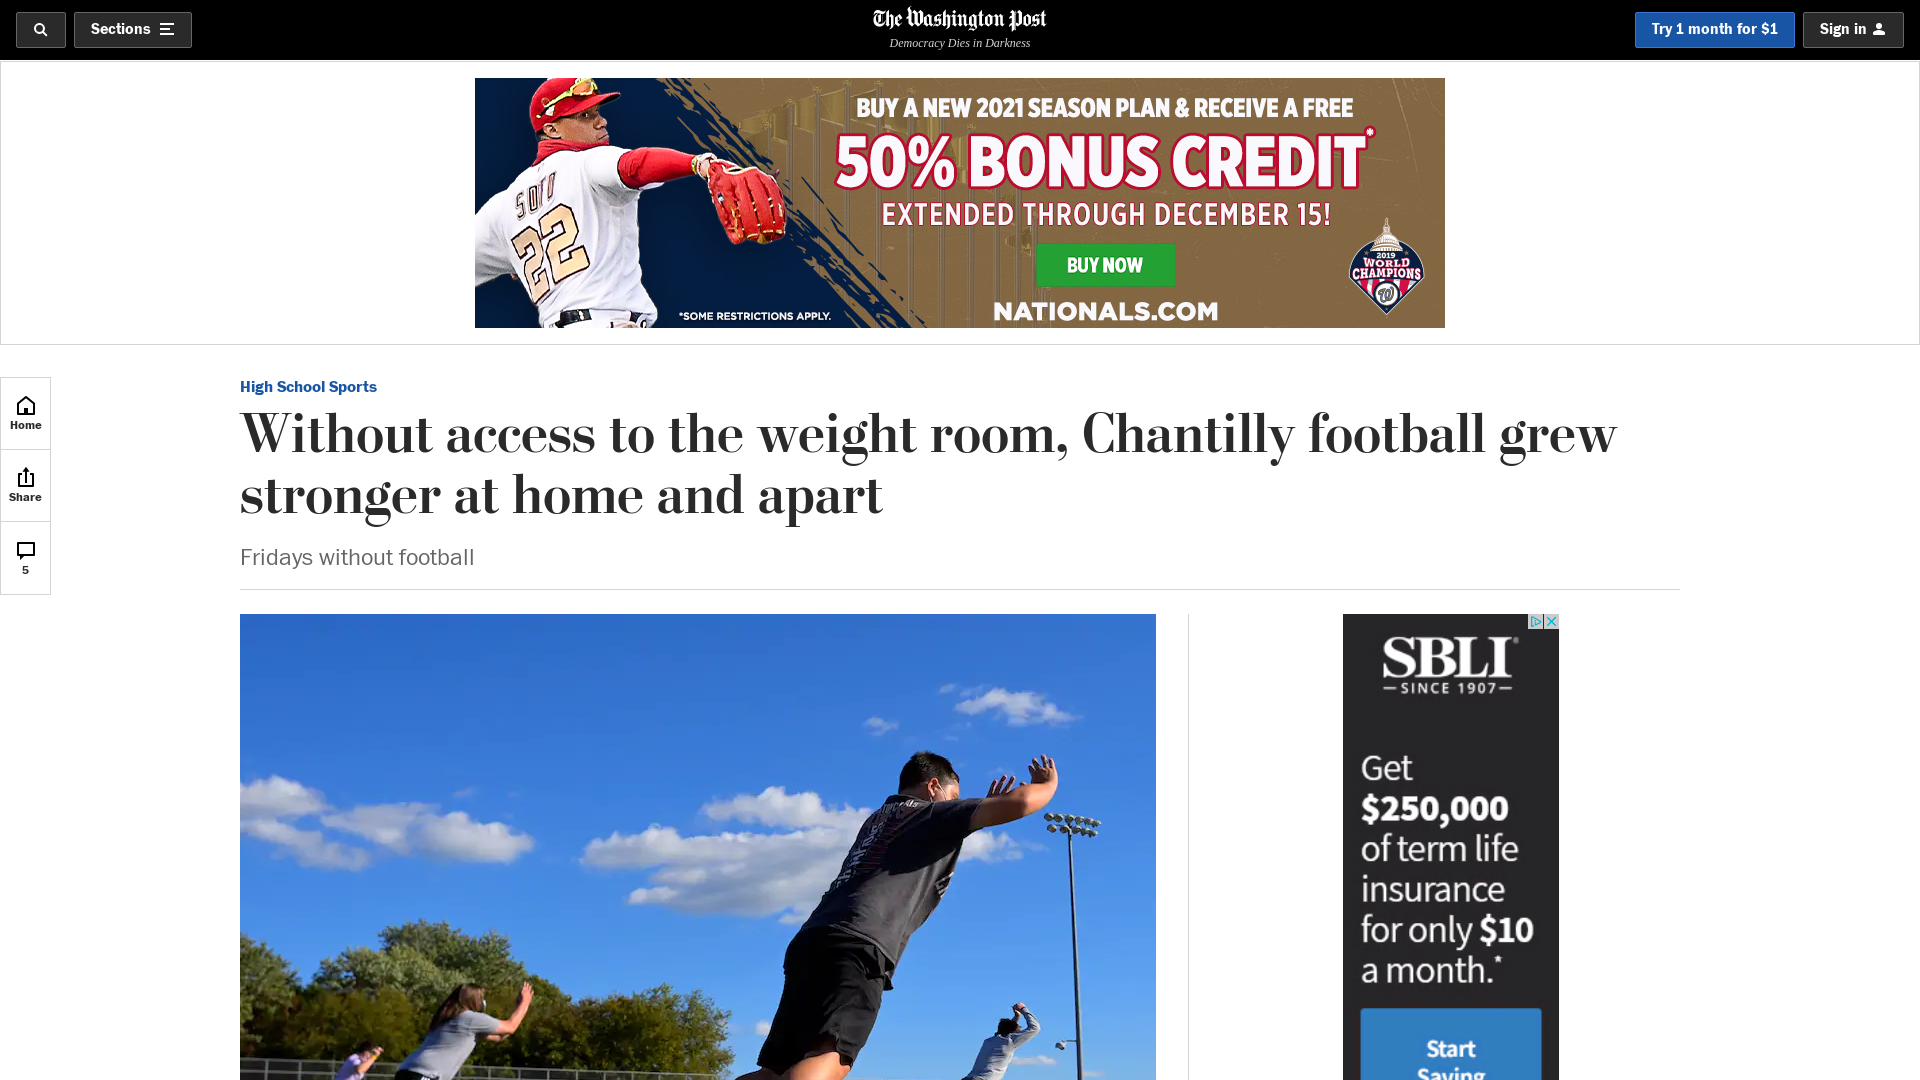 Sections
The Washington Post
Democracy Dies in Darkness
Try 1 month for $1
Sign in
BUY A NEW 2021 SEASON PLAN & RECEIVE A FREE
50% BONUS CREDIT*
EXTENDED THROUGH DECEMBER 15!
BUY NOW
NATIONALS.COM
*SOME RESTRICTIONS APPLY.
SOTO
22
2019
WORLD
CHAMPIONS
W
Home
Share
5
High School Sports
Without access to the weight room, Chantilly football grew
stronger at home and apart
Fridays without football
SBLI®
SINCE 1907
Get
$250,000
of term life
insurance
for only $10
a month.*
Start
Saving